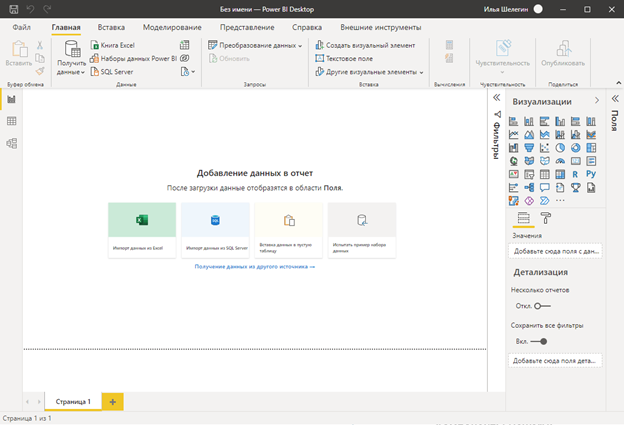 Без имени — Power BI Desktop
Илья Шелегин
Файл
Главная
Вставка
Моделирование
Представление
Справка
Внешние инструменты
Вставить
Буфер обмена
Получить данные
Книга Excel
Наборы данных Power BI
SQL Server
Данные
Преобразование данных
Обновить
Запросы
Создать визуальный элемент
Текстовое поле
Другие визуальные элементы
Вставка
Вычисления
Чувствительность
Чувствительность
Опубликовать
Поделиться
Добавление данных в отчет
После загрузки данные отобразятся в области Поля.
SQL
Импорт данных из Excel
Импорт данных из SQL Server
Вставка данных в пустую
таблицу
Испытать пример набора
данных
Получение данных из другого источника →
Фильтры
Визуализации
R
Py
Значения
Добавьте сюда поля с дан...
Детализация
Несколько отчетов
Откл.
Сохранить все фильтры
Вкл.
Добавьте сюда поля дета...
Поля
Страница 1
Страница 1 из 1